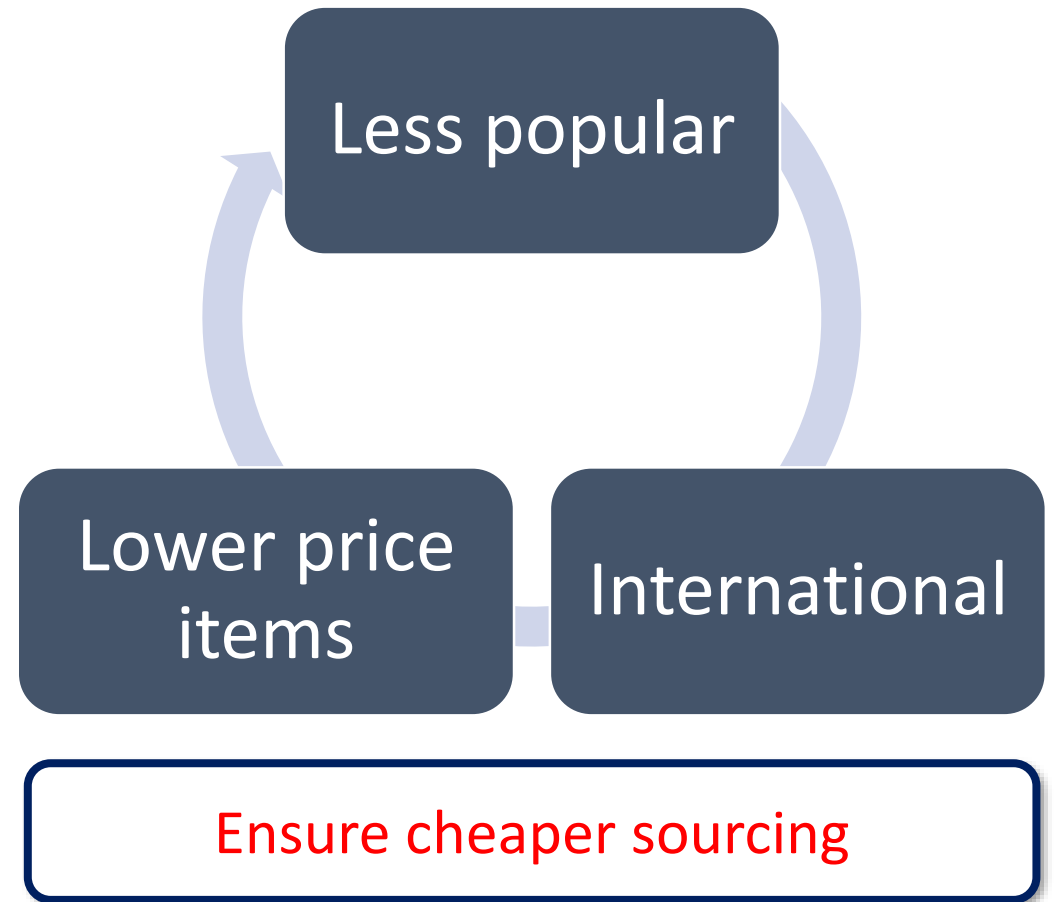 Less popular
Lower price
items
International
Ensure cheaper sourcing